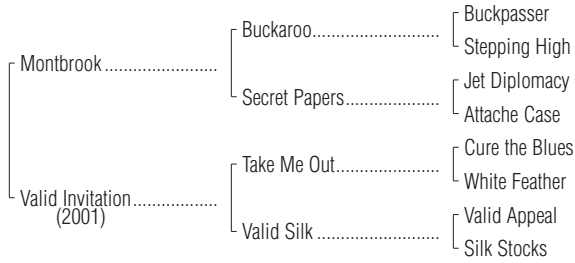 Buckpasser
Buckaroo
Stepping High
Montbrook
Jet Diplomacy
Secret Papers
Attache Case
Cure the Blues
Take Me Out
White Feather
Valid Invitation
(2001)
Valid Appeal
Valid Silk
Silk Stocks